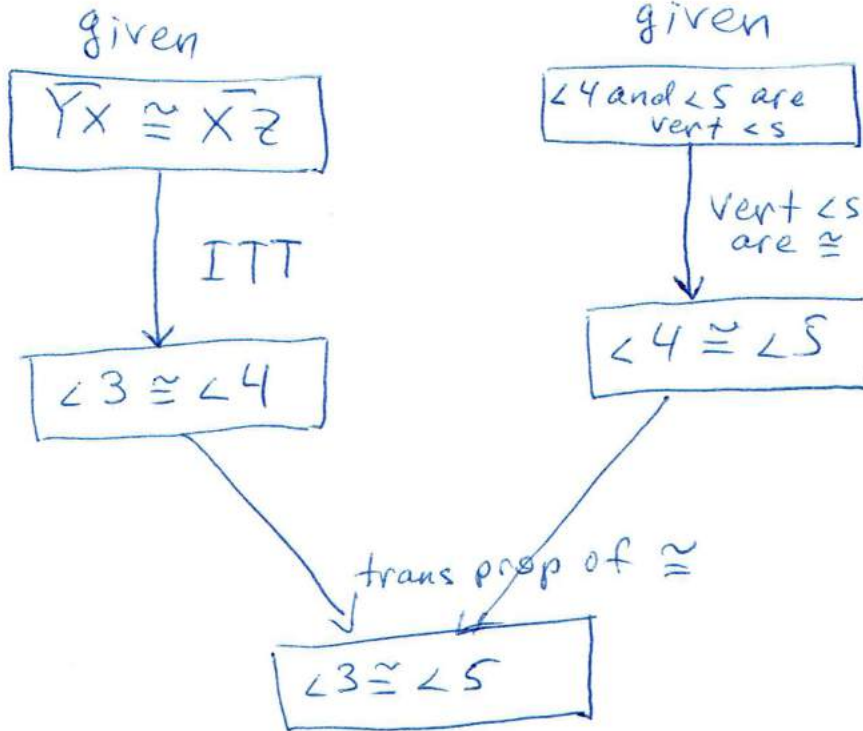 given
given
YX ≅ XZ
<4 and <5 are
vert <s
ITT
vert <s
are ≅
<3 ≅ <4
<4 ≅ <5
trans prop of ≅
<3 ≅ <5